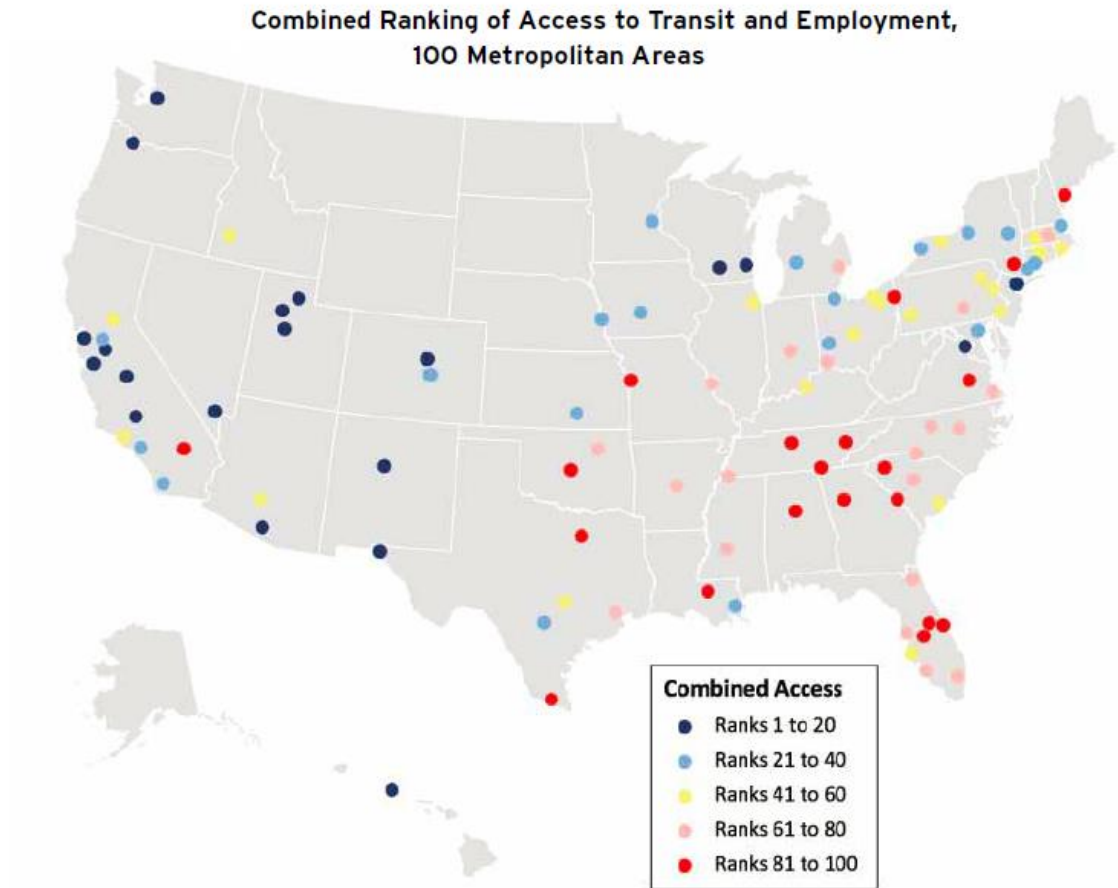 Combined Ranking of Access to Transit and Employment,
100 Metropolitan Areas
Combined Access
Ranks 1 to 20
Ranks 21 to 40
Ranks 41 to 60
Ranks 61 to 80
Ranks 81 to 100